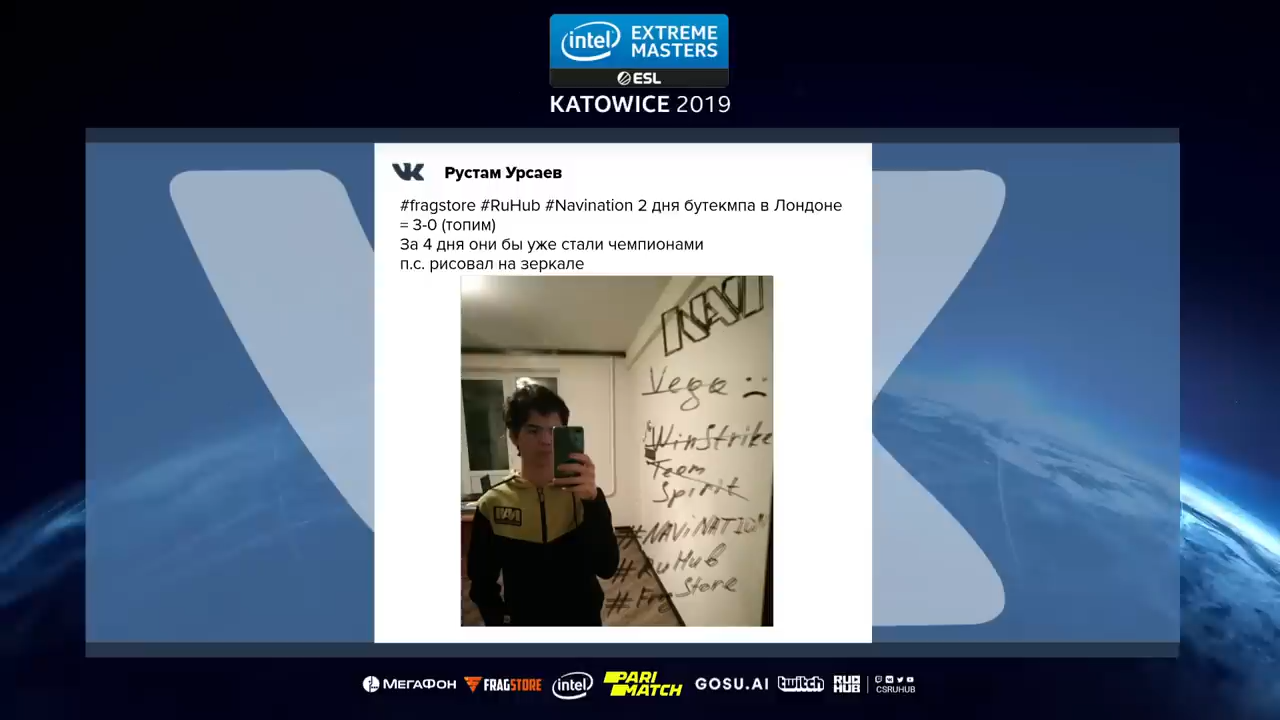 intel
EXTREME
MASTERS
ESL
KATOWICE 2019
Рустам Урсаев
#fragstore #RuHub #Navination 2 дня бутекмпа в Лондоне
= 3-0 (топим)
За 4 дня они бы уже стали чемпионами
п.с. рисовал на зеркале
NAVI
Vega :(
WinStrike
Team
Spirit
#NAViNATION
#RuHub
#FragStore
NAVI
МЕГАФОН FRAGSTORE intel PARI MATCH GOSU.AI twitch RUHUB CSRUHUB